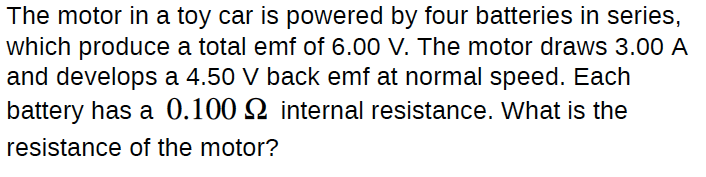 The motor in a toy car is powered by four batteries in series,
which produce a total emf of 6.00 V. The motor draws 3.00 A
and develops a 4.50 V back emf at normal speed. Each
battery has a 0.100 Ω internal resistance. What is the
resistance of the motor?